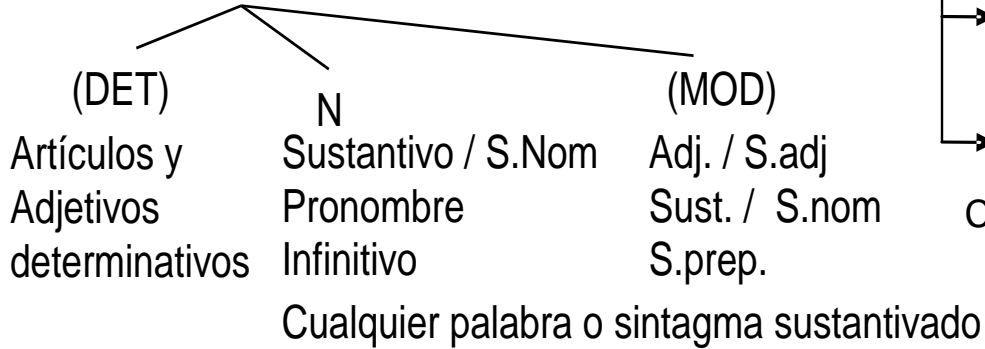 (DET) N (MOD)
Artículos y Sustantivo / S.Nom Adj. / S.adj
Adjetivos Pronombre Sust. / S.nom
determinativos Infinitivo S.prep.
Cualquier palabra o sintagma sustantivado